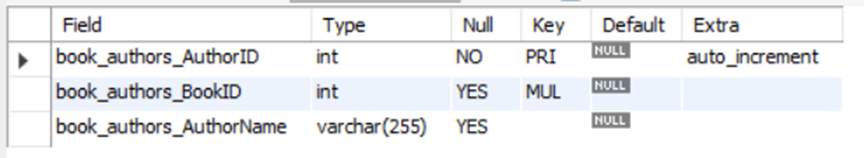 Field Type Null Key Default Extra
book_authors_AuthorID int NO PRI NULL auto_increment
book_authors_BookID int YES MUL NULL
book_authors_AuthorName varchar(255) YES NULL